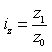 i_z = z_1 / z_0